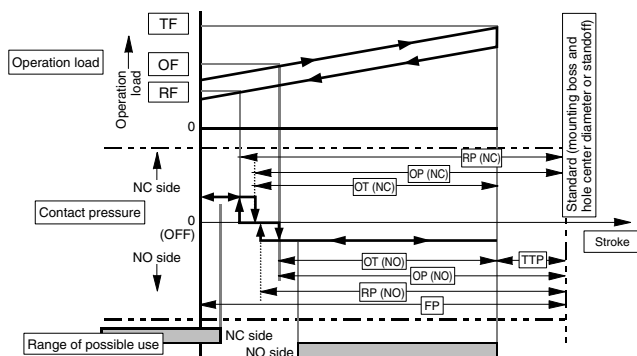 TF
Operation load
OF
RF
Operation
load
0
Standard (mounting boss and
hole center diameter or standoff)
RP (NC)
OP (NC)
OT (NC)
NC side
Contact pressure
0
(OFF)
Stroke
NO side
OT (NO)
TTP
OP (NO)
RP (NO)
FP
Range of possible use
NC side
NO side